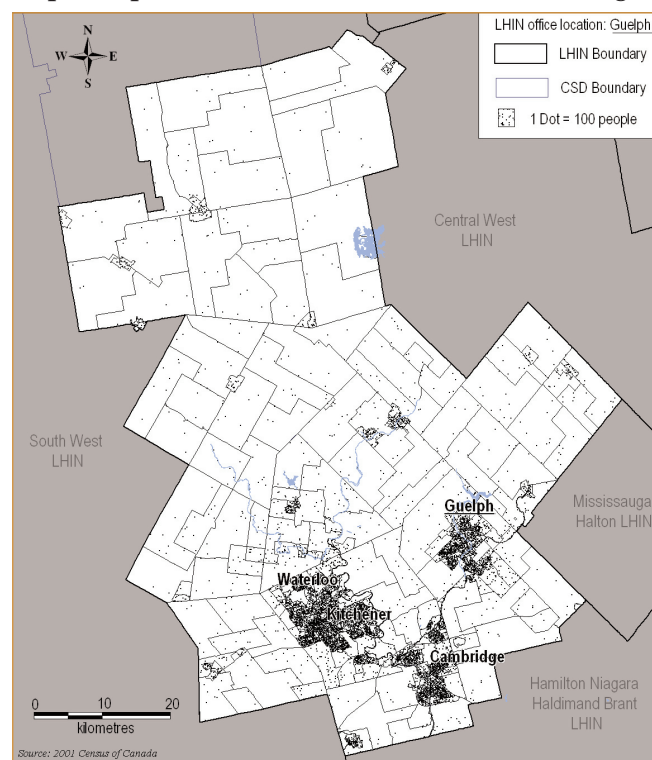 LHIN office location: Guelph
N
W E
S
LHIN Boundary
CSD Boundary
1 Dot = 100 people
Central West
LHIN
South West
LHIN
Guelph
Mississauga
Halton LHIN
Waterloo
Kitchener
Cambridge
Hamilton Niagara
Haldimand Brant
LHIN
0 10 20
kilometres
Source: 2001 Census of Canada